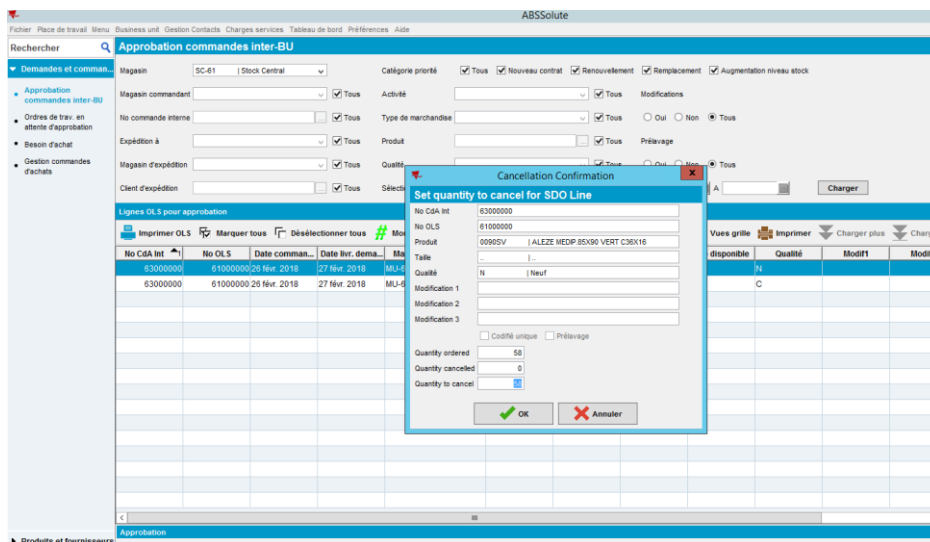 ABSSolute
Fichier Place de travail Menu Business unit Gestion Contacts Charges services Tableau de bord Préférences Aide
Rechercher
Approbation commandes inter-BU
Demandes et comman...
Approbation commandes inter-BU
Ordres de trav. en attente d'approbation
Besoin d'achat
Gestion commandes d'achats
Produits et fournisseurs
Magasin SC-61 | Stock Central Catégorie priorité Tous Nouveau contrat Renouvellement Remplacement Augmentation niveau stock
Magasin commandant Tous Activité Tous Modifications
No commande interne Tous Type de marchandise Tous Oui Non Tous
Expédition à Tous Produit Tous Prélavage
Magasin d'expédition Tous Qualité Tous Oui Non Tous
Client d'expédition Tous A Charger
Lignes OLS pour approbation
Imprimer OLS Marquer tous Désélectionner tous Vues grille Imprimer Charger plus
No CdA Int No OLS Date comman... Date livr. dema... disponible Qualité Modif1
63000000 61000000 26 févr. 2018 27 févr. 2018 N
63000000 61000000 26 févr. 2018 27 févr. 2018 C
Cancellation Confirmation
Set quantity to cancel for SDO Line
No CdA Int 63000000
No OLS 61000000
Produit 0090SV | ALEZE MEDIP.85X90 VERT C36X16
Taille .. | ..
Qualité N | Neuf
Modification 1
Modification 2
Modification 3
Codifié unique Prélavage
Quantity ordered 58
Quantity cancelled 0
Quantity to cancel 58
OK Annuler
Approbation